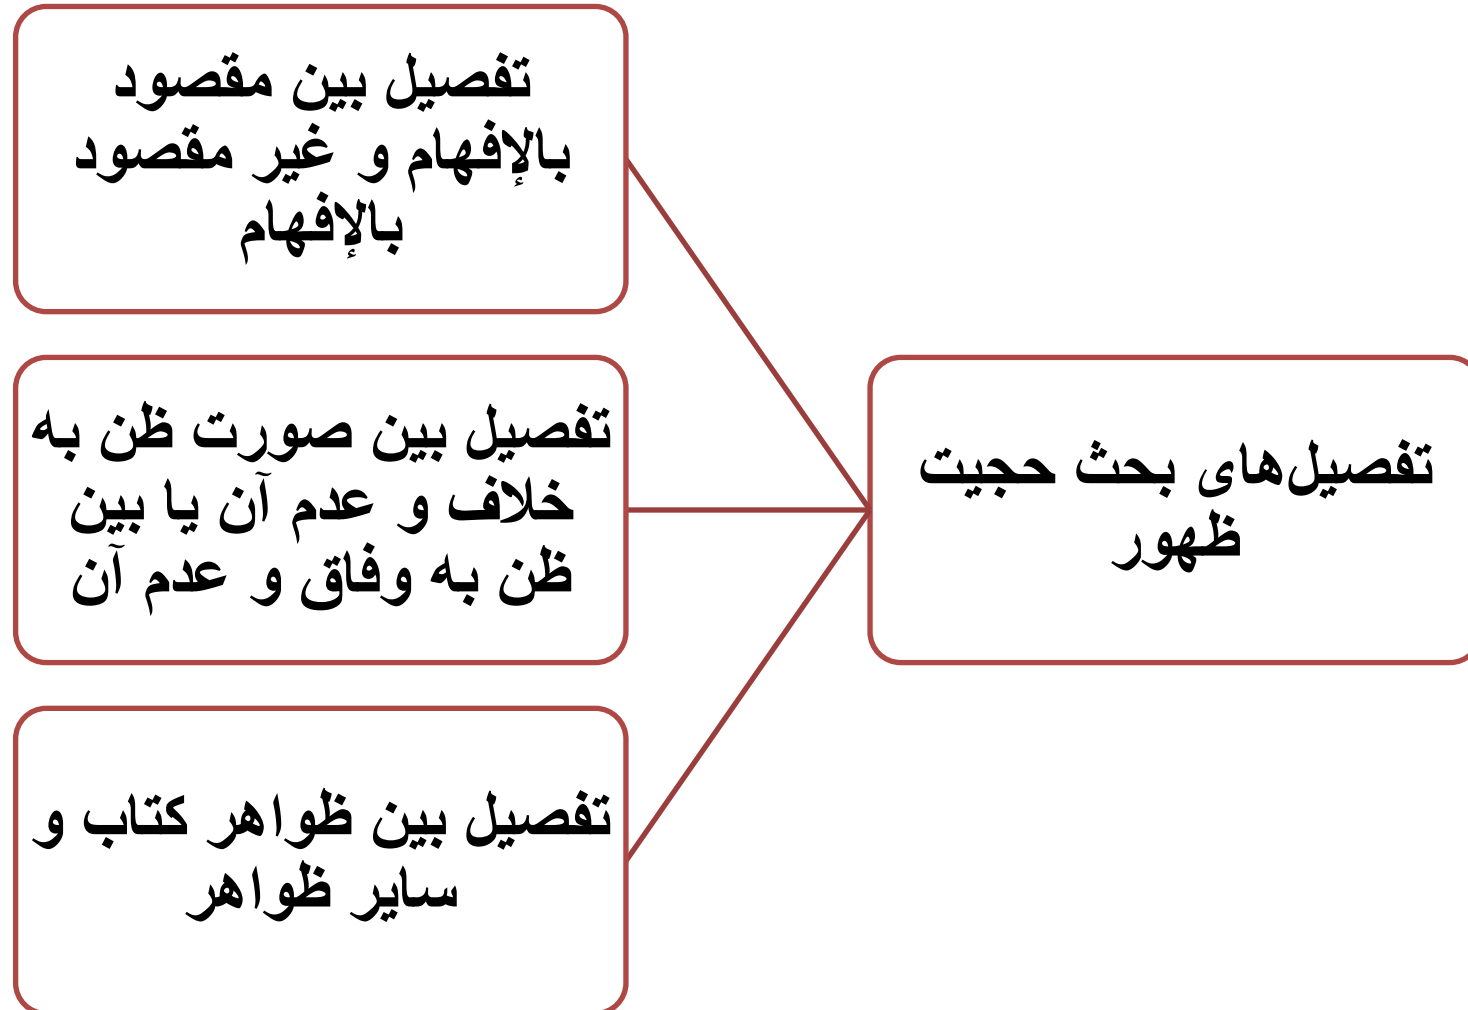 تفصیل‌های بحث حجیت
ظهور
تفصیل بین مقصود
بالإفهام و غیر مقصود
بالإفهام
تفصیل بین صورت ظن به
خلاف و عدم آن یا بین
ظن به وفاق و عدم آن
تفصیل بین ظواهر کتاب و
سایر ظواهر